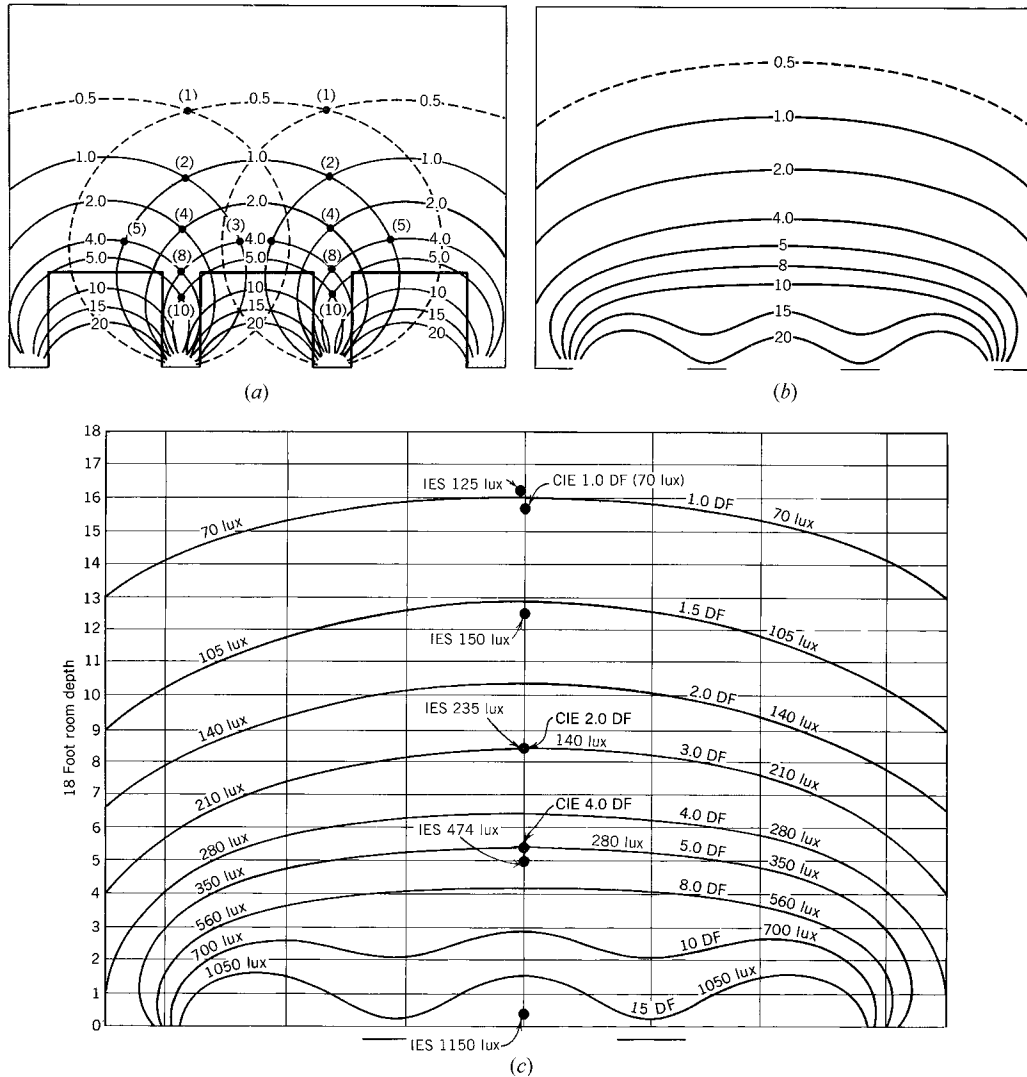 0.5 (1) 0.5 (1) 0.5
1.0 (2) 1.0 (2) 1.0
2.0 (4) 2.0 (4) 2.0
(5) (3) (5)
4.0 4.0 4.0
5.0 (8) 5.0 (8) 5.0
10 (10) 10 (10) 10
15 15 15
20 20 20
(a)
0.5
1.0
2.0
4.0
5
8
10
15
20
(b)
18 Foot room depth
18
17
16
15
14
13
12
11
10
9
8
7
6
5
4
3
2
1
0
IES 125 lux
CIE 1.0 DF (70 lux)
70 lux
1.0 DF
70 lux
IES 150 lux
105 lux
1.5 DF
105 lux
IES 235 lux
CIE 2.0 DF
140 lux
140 lux
2.0 DF
140 lux
210 lux
3.0 DF
210 lux
CIE 4.0 DF
IES 474 lux
280 lux
280 lux
4.0 DF
280 lux
350 lux
5.0 DF
350 lux
560 lux
8.0 DF
560 lux
700 lux
10 DF
700 lux
1050 lux
15 DF
1050 lux
IES 1150 lux
(c)